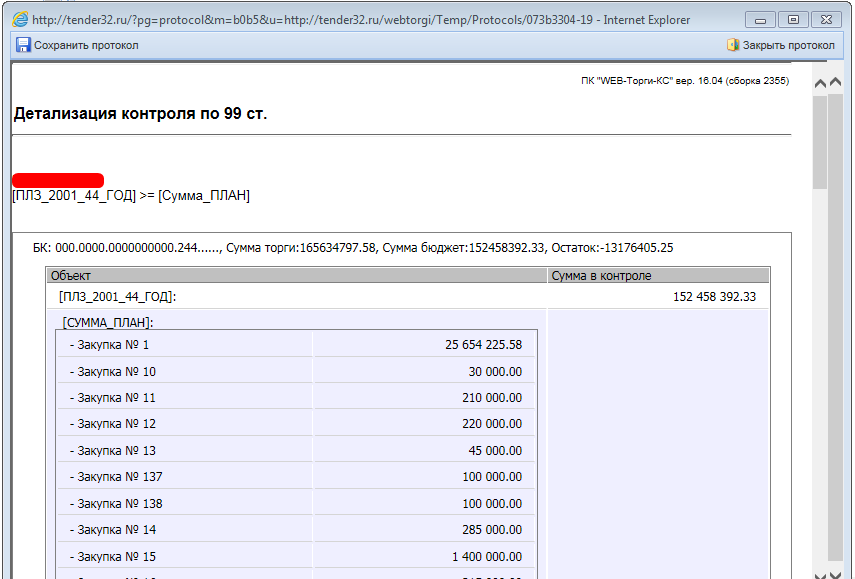 http://tender32.ru/?pg=protocol&m=b0b5&u=http://tender32.ru/webtorgi/Temp/Protocols/073b3304-19 - Internet Explorer
Сохранить протокол
Закрыть протокол
ПК "WEB-Торги-КС" вер. 16.04 (сборка 2355)
Детализация контроля по 99 ст.
[ПЛЗ_2001_44_ГОД] >= [Сумма_ПЛАН]
БК: 000.0000.0000000000.244......, Сумма торги:165634797.58, Сумма бюджет:152458392.33, Остаток:-13176405.25
Объект Сумма в контроле
[ПЛЗ_2001_44_ГОД]: 152 458 392.33
[СУММА_ПЛАН]:
- Закупка № 1 25 654 225.58
- Закупка № 10 30 000.00
- Закупка № 11 210 000.00
- Закупка № 12 220 000.00
- Закупка № 13 45 000.00
- Закупка № 137 100 000.00
- Закупка № 138 100 000.00
- Закупка № 14 285 000.00
- Закупка № 15 1 400 000.00